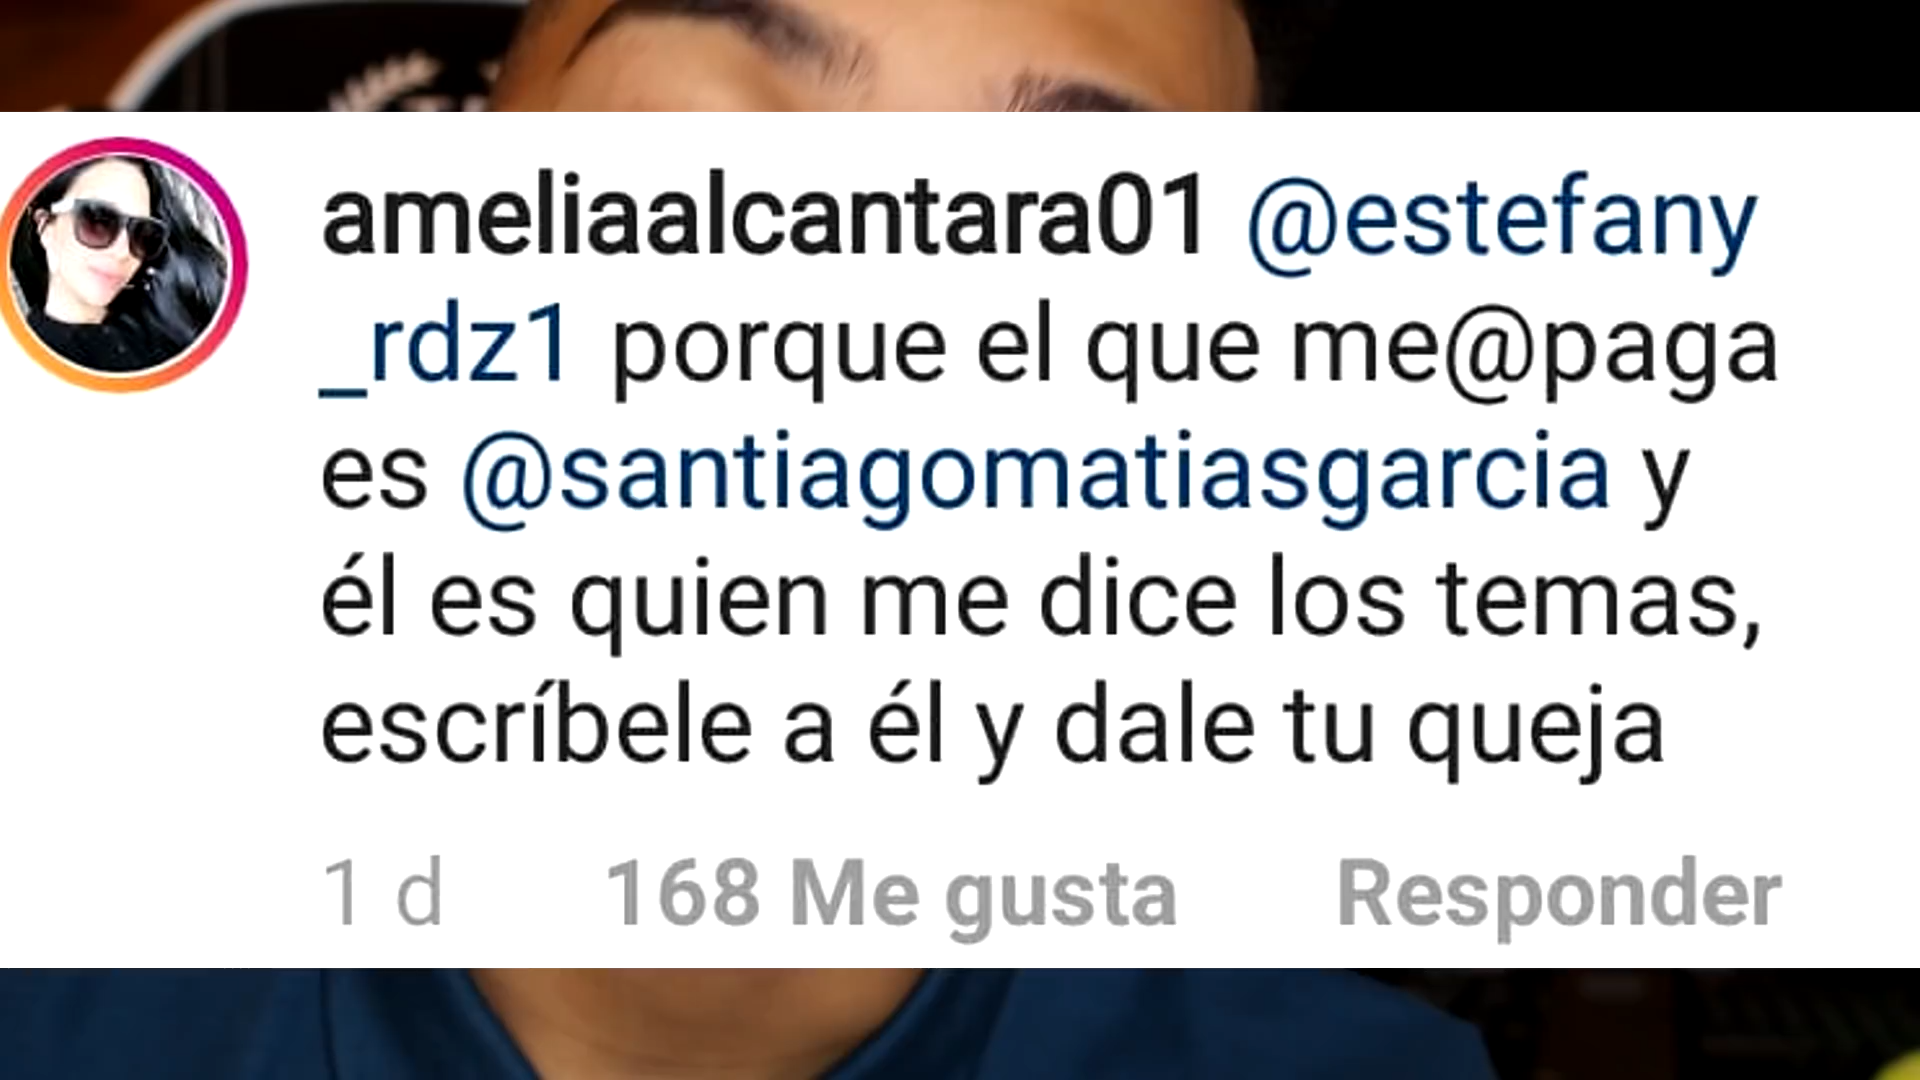 ameliaalcantara01 @estefany
_rdz1 porque el que me@paga
es @santiagomatiasgarcia y
él es quien me dice los temas,
escríbele a él y dale tu queja
1 d 168 Me gusta Responder